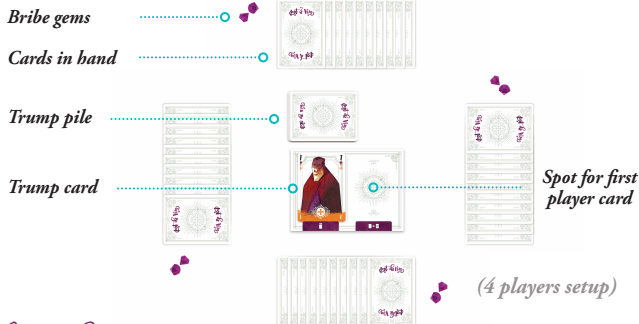 Bribe gems
Cards in hand
Trump pile
Trump card
Spot for first
player card
(4 players setup)